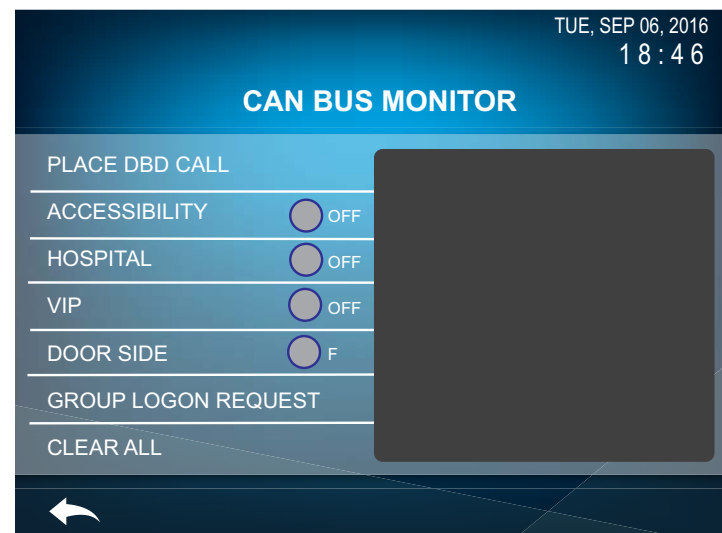 TUE, SEP 06, 2016
18:46
CAN BUS MONITOR
PLACE DBD CALL
ACCESSIBILITY OFF
HOSPITAL OFF
VIP OFF
DOOR SIDE F
GROUP LOGON REQUEST
CLEAR ALL